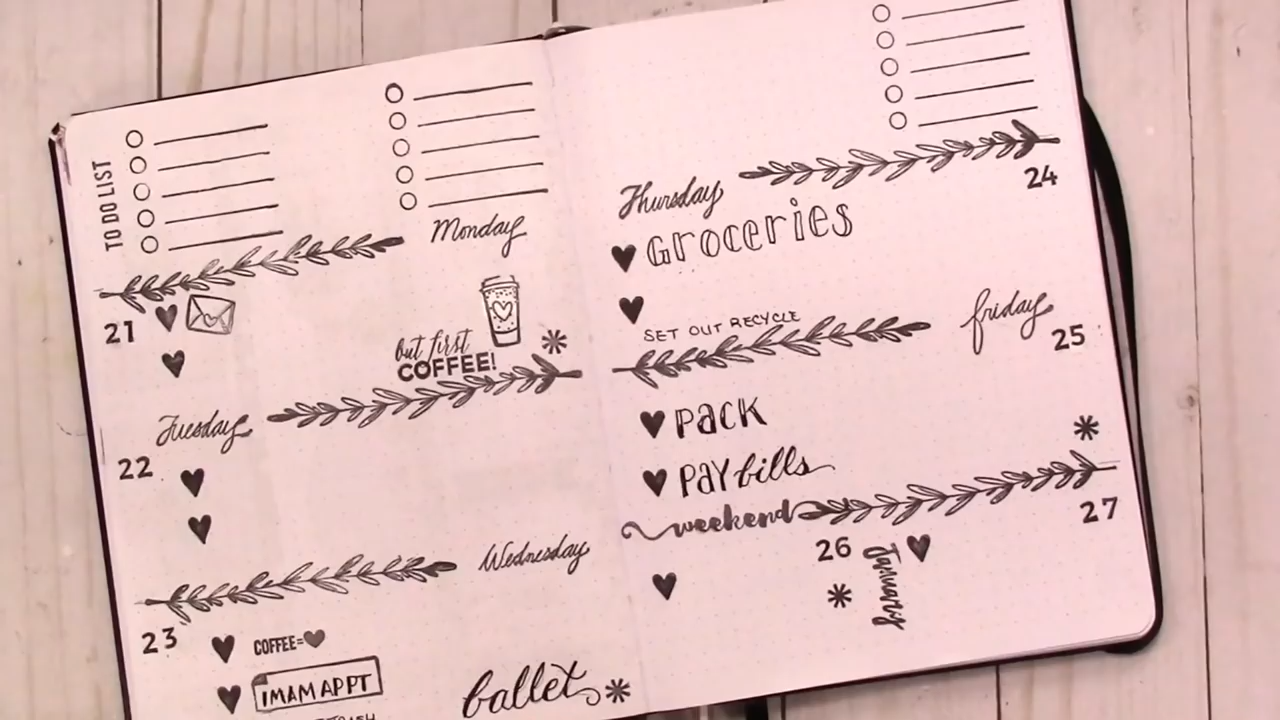 TO DO LIST
Monday
21
but first
COFFEE!
Tuesday
22
Wednesday
23
COFFEE=
IMAM APPT
ballet
Thursday
24
Groceries
SET OUT RECYCLE
friday
25
PACK
PAY bills
weekend
26
January
27